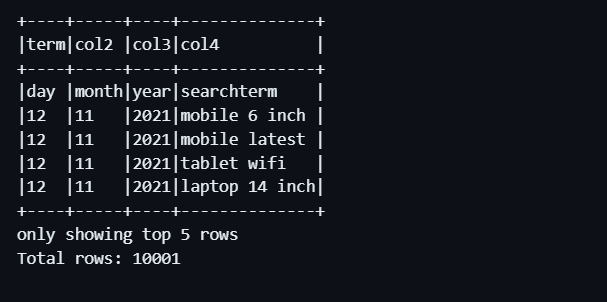 +----+-----+----+--------------+
|term|col2 |col3|col4          |
+----+-----+----+--------------+
|day |month|year|searchterm    |
|12  |11   |2021|mobile 6 inch |
|12  |11   |2021|mobile latest |
|12  |11   |2021|tablet wifi   |
|12  |11   |2021|laptop 14 inch|
+----+-----+----+--------------+
only showing top 5 rows
Total rows: 10001